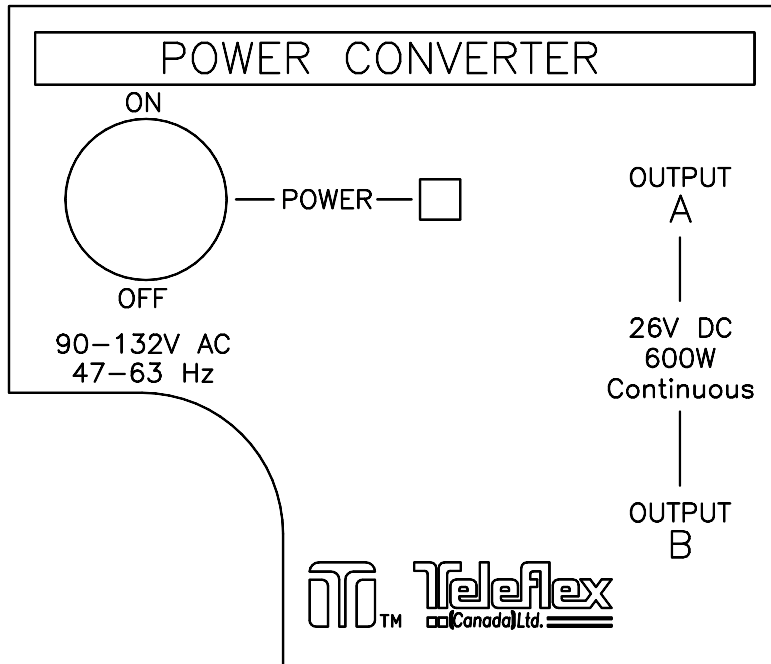 POWER CONVERTER
ON
POWER
OFF
90-132V AC
47-63 Hz
OUTPUT
A
26V DC
600W
Continuous
OUTPUT
B
TM
Teleflex
(Canada) Ltd.